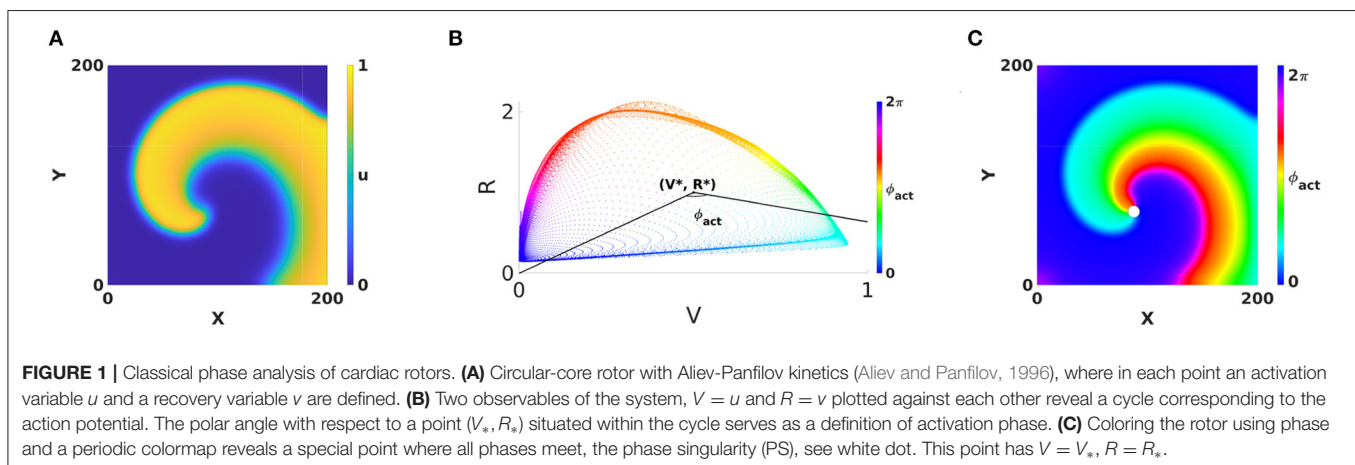 A
200
Y
0
0
X
200
1
u
0
B
2
R
0
(V*, R*)
ϕact
0
V
1
2π
ϕact
0
C
200
Y
0
0
X
200
2π
ϕact
0
FIGURE 1 | Classical phase analysis of cardiac rotors. (A) Circular-core rotor with Aliev-Panfilov kinetics (Aliev and Panfilov, 1996), where in each point an activation
variable u and a recovery variable v are defined. (B) Two observables of the system, V = u and R = v plotted against each other reveal a cycle corresponding to the
action potential. The polar angle with respect to a point (V∗, R∗) situated within the cycle serves as a definition of activation phase. (C) Coloring the rotor using phase
and a periodic colormap reveals a special point where all phases meet, the phase singularity (PS), see white dot. This point has V = V∗, R = R∗.